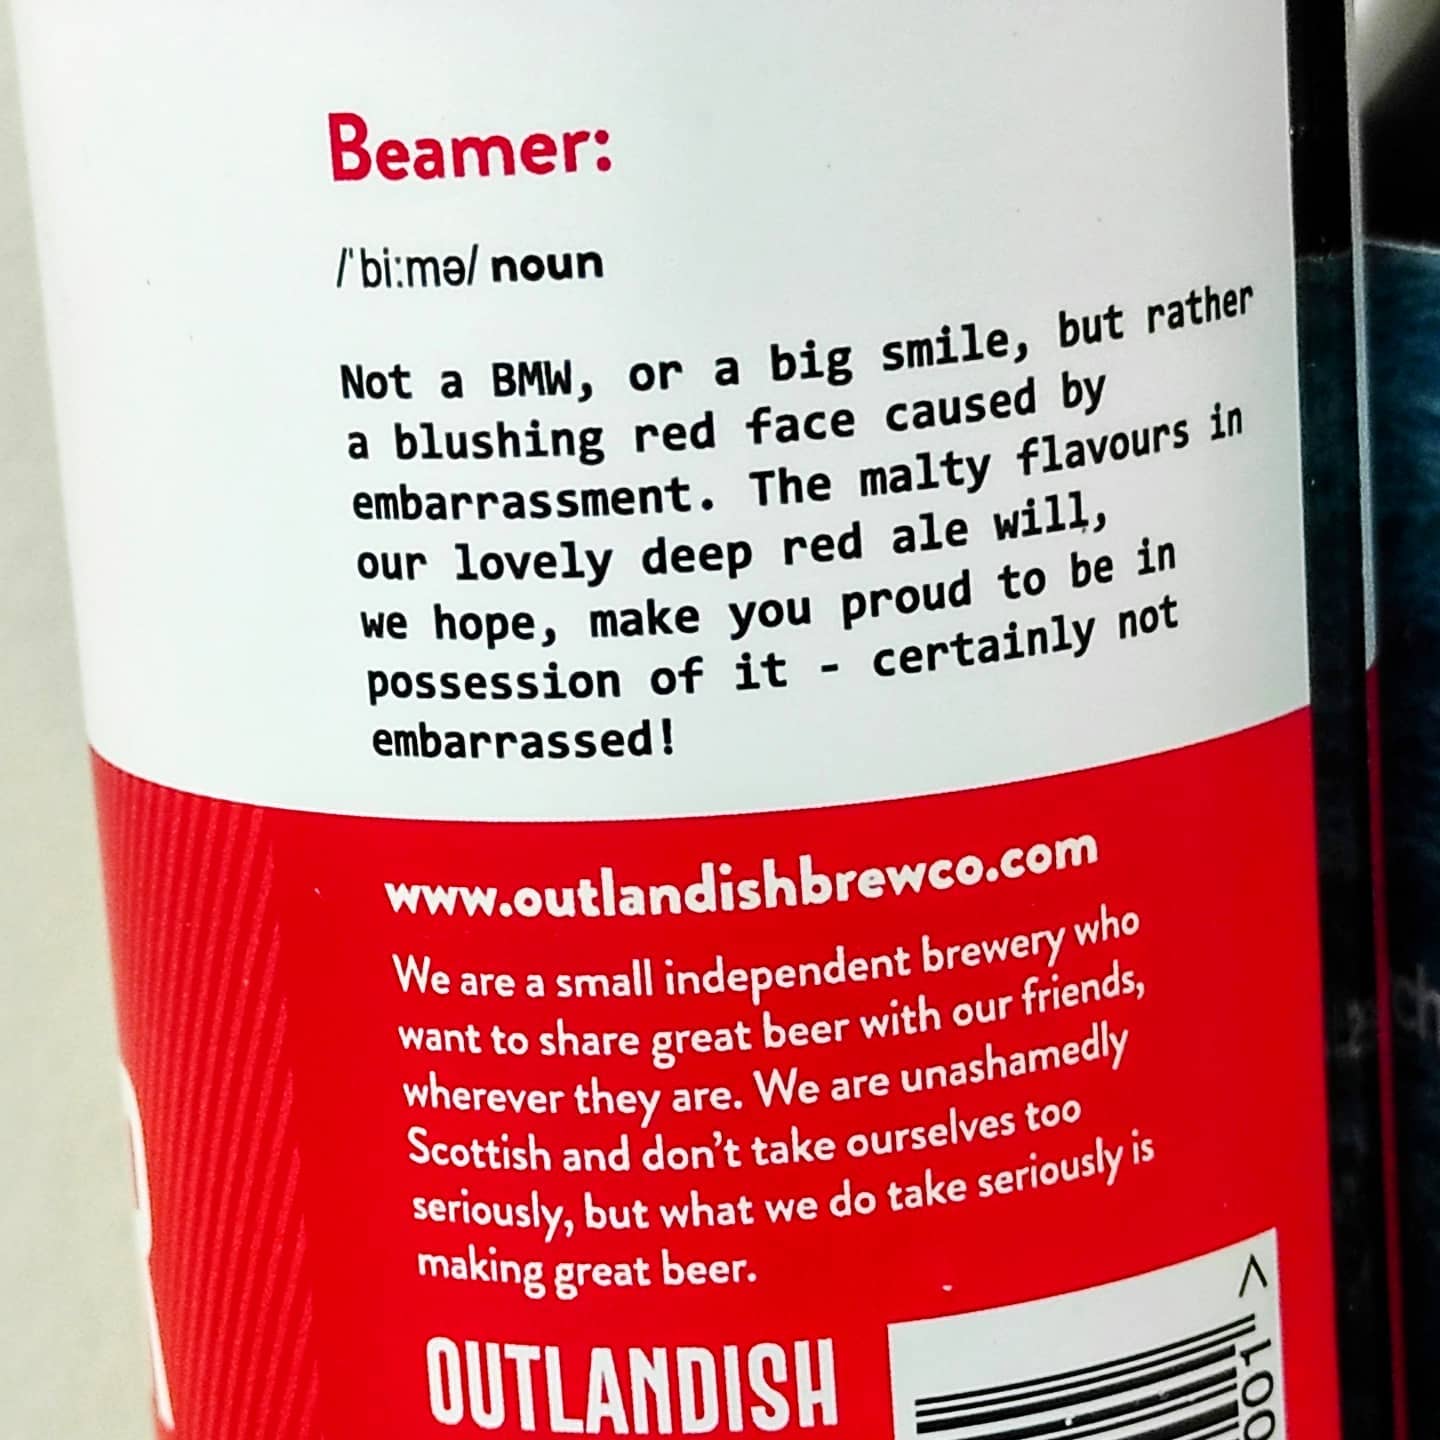 Beamer:
/ˈbiːmə/ noun
Not a BMW, or a big smile, but rather
a blushing red face caused by
embarrassment. The malty flavours in
our lovely deep red ale will,
we hope, make you proud to be in
possession of it - certainly not
embarrassed!
www.outlandishbrewco.com
We are a small independent brewery who
want to share great beer with our friends,
wherever they are. We are unashamedly
Scottish and don't take ourselves too
seriously, but what we do take seriously is
making great beer.
OUTLANDISH